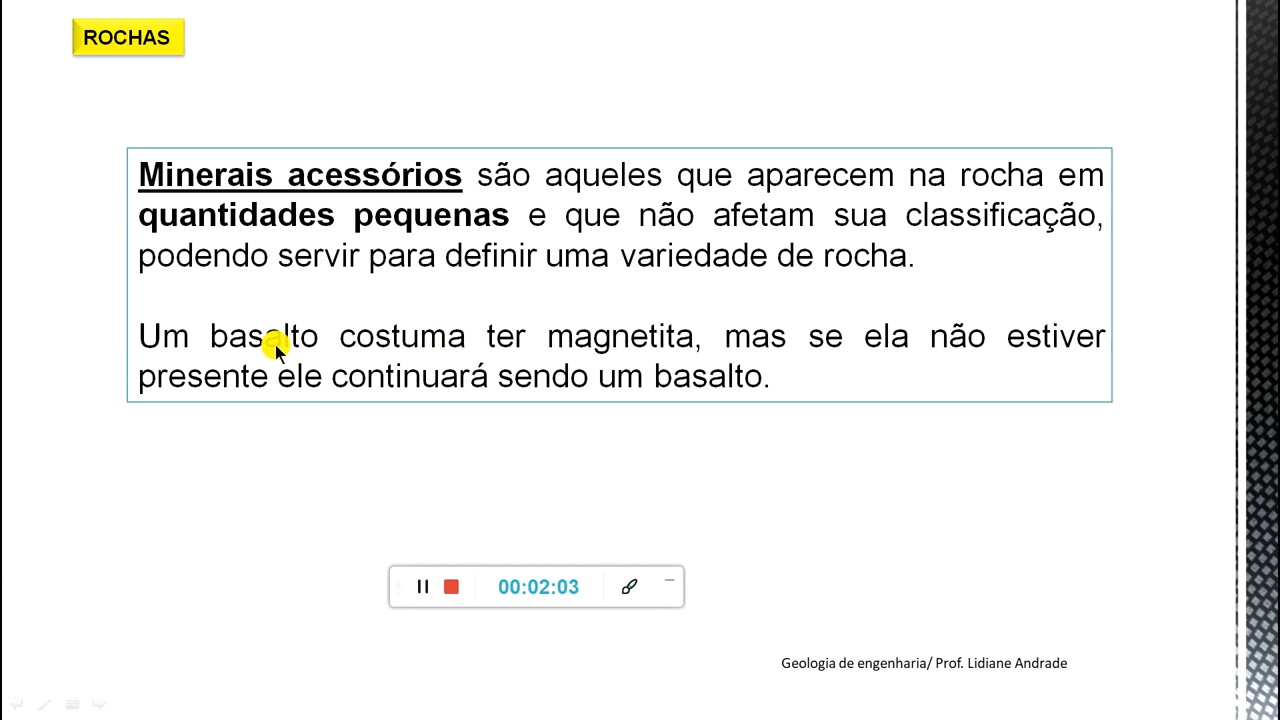 ROCHAS
Minerais acessórios são aqueles que aparecem na rocha em
quantidades pequenas e que não afetam sua classificação,
podendo servir para definir uma variedade de rocha.
Um basalto costuma ter magnetita, mas se ela não estiver
presente ele continuará sendo um basalto.
00:02:03
Geologia de engenharia/ Prof. Lidiane Andrade